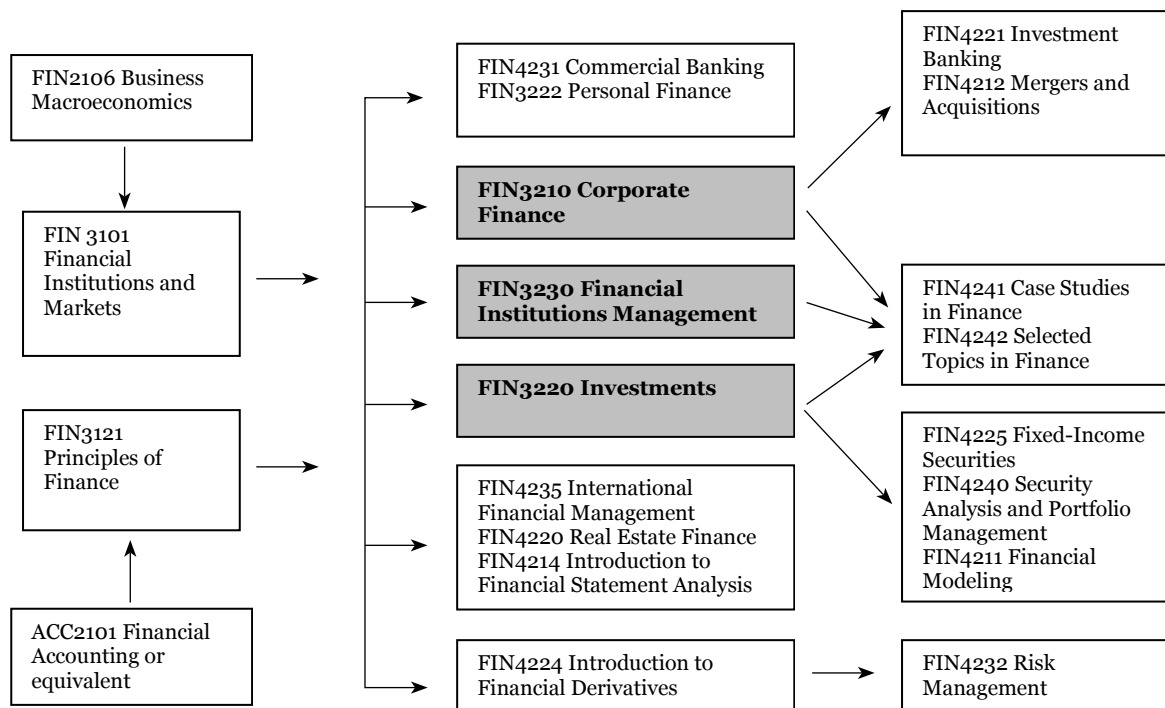 FIN2106 Business
Macroeconomics
FIN 3101
Financial
Institutions and
Markets
FIN3121
Principles of
Finance
ACC2101 Financial
Accounting or
equivalent
FIN4231 Commercial Banking
FIN3222 Personal Finance
FIN3210 Corporate
Finance
FIN3230 Financial
Institutions Management
FIN3220 Investments
FIN4235 International
Financial Management
FIN4220 Real Estate Finance
FIN4214 Introduction to
Financial Statement Analysis
FIN4224 Introduction to
Financial Derivatives
FIN4221 Investment
Banking
FIN4212 Mergers and
Acquisitions
FIN4241 Case Studies
in Finance
FIN4242 Selected
Topics in Finance
FIN4225 Fixed-Income
Securities
FIN4240 Security
Analysis and Portfolio
Management
FIN4211 Financial
Modeling
FIN4232 Risk
Management